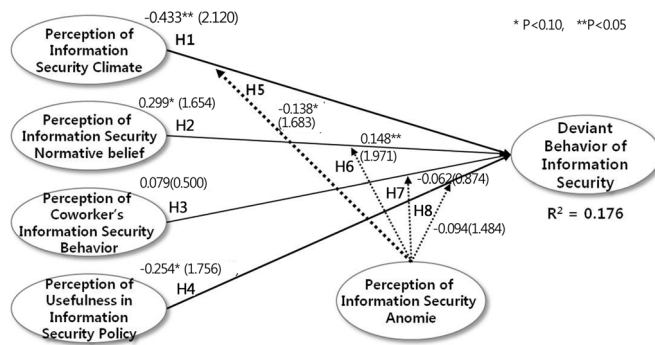 -0.433** (2.120)
* P<0.10, **P<0.05
Perception of
Information
Security Climate
H1
H5
-0.138*
(1.683)
0.299* (1.654)
Perception of
Information Security
Normative belief
H2
0.148**
(1.971)
H6
Deviant
Behavior of
Information
Security
R² = 0.176
0.079(0.500)
Perception of
Coworker's
Information Security
Behavior
H3
H7
-0.062(0.874)
H8
-0.094(1.484)
-0.254* (1.756)
Perception of
Usefulness in
Information
Security Policy
H4
Perception of
Information Security
Anomie